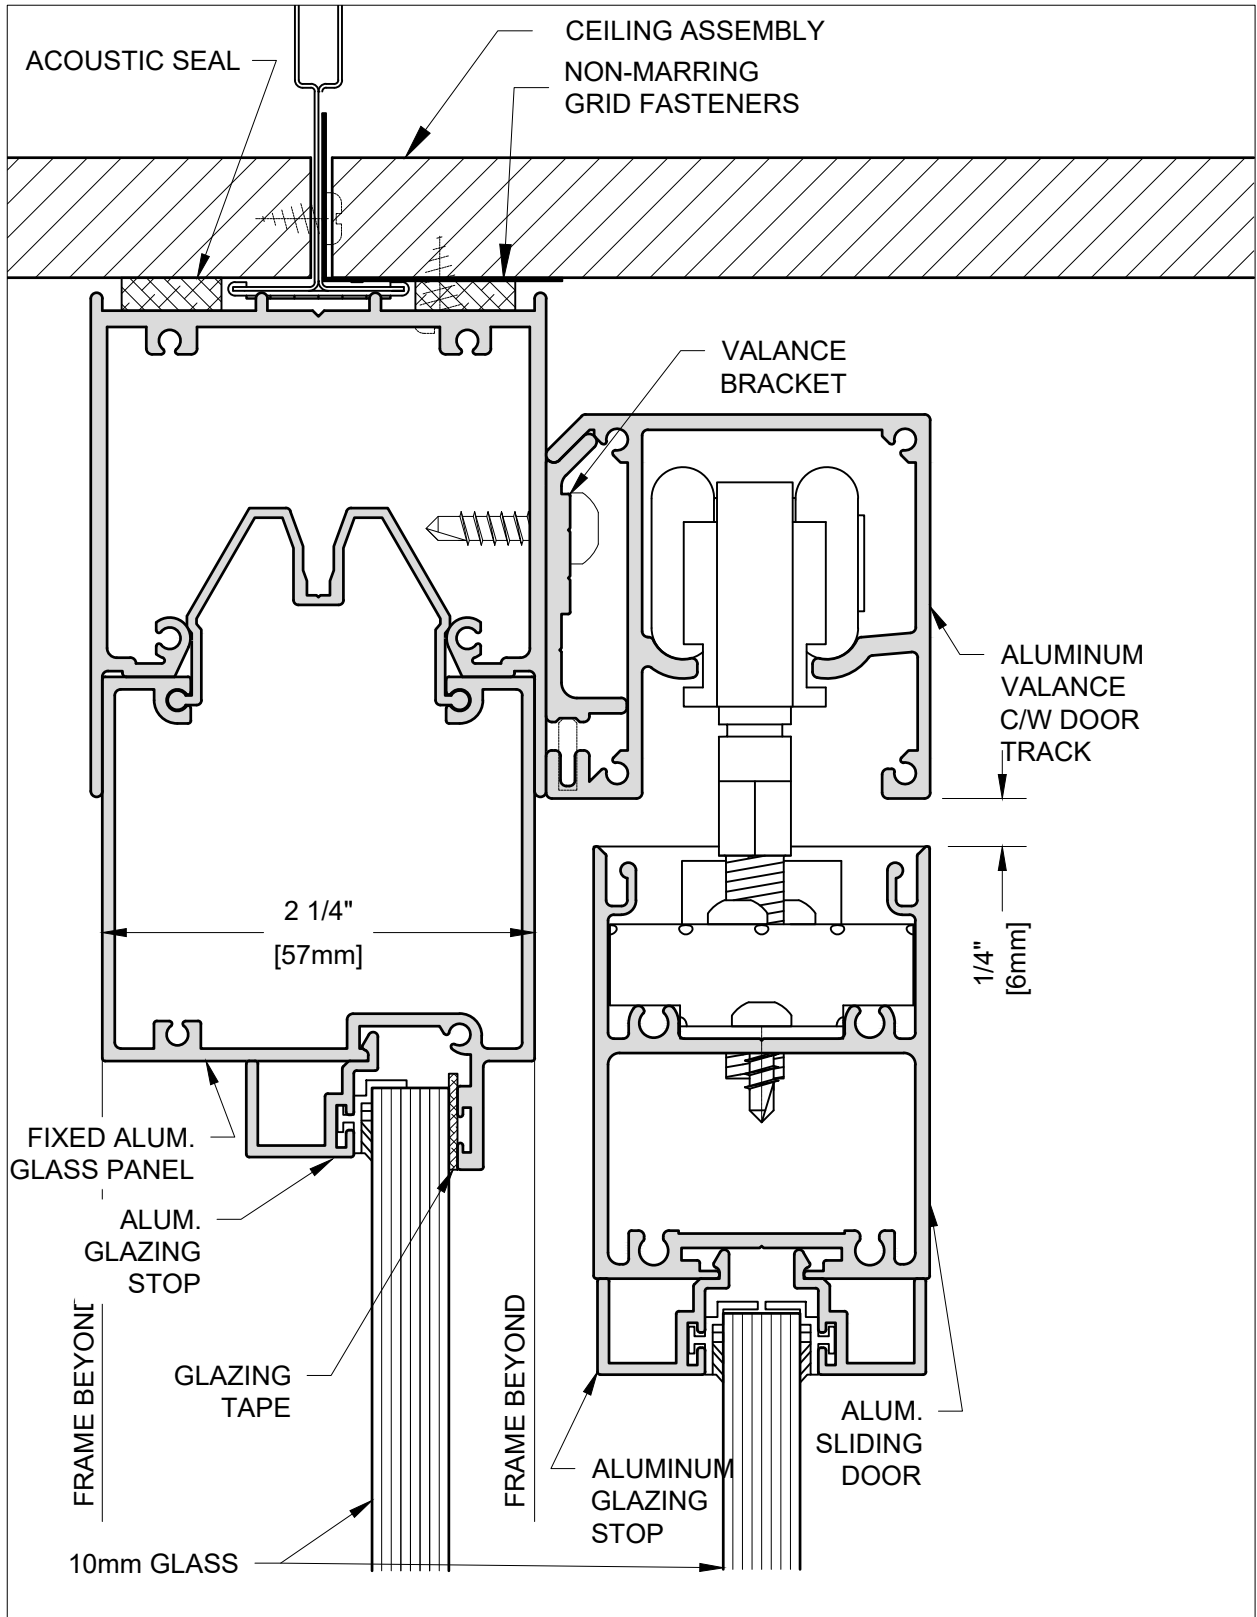 CEILING ASSEMBLY
ACOUSTIC SEAL
NON-MARRING
GRID FASTENERS
VALANCE
BRACKET
ALUMINUM
VALANCE
C/W DOOR
TRACK
2 1/4"
[57mm]
1/4"
[6mm]
FIXED ALUM.
GLASS PANEL
ALUM.
GLAZING
STOP
FRAME BEYOND
GLAZING
TAPE
FRAME BEYOND
ALUMINUM
GLAZING
STOP
ALUM.
SLIDING
DOOR
10mm GLASS